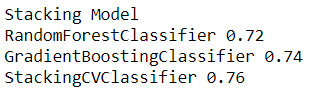 Stacking Model
RandomForestClassifier 0.72
GradientBoostingClassifier 0.74
StackingCVClassifier 0.76